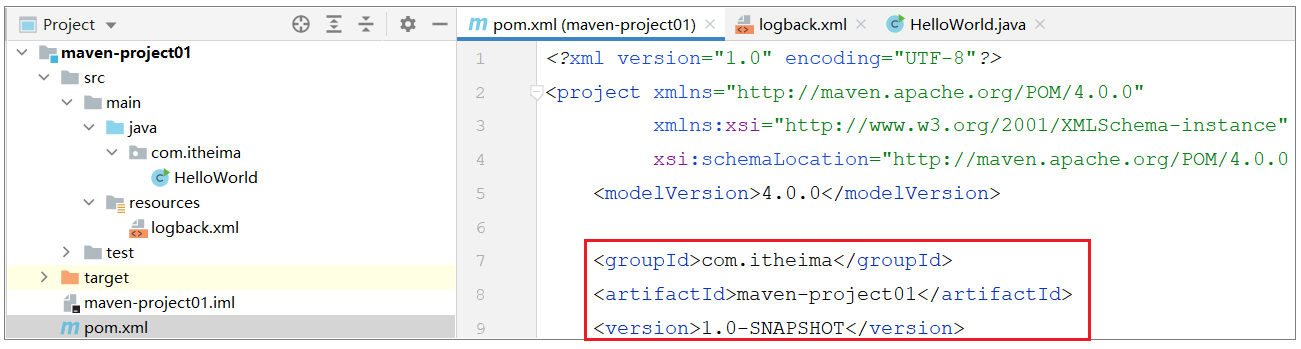 Project
maven-project01
src
main
java
com.itheima
HelloWorld
resources
logback.xml
test
target
maven-project01.iml
pom.xml
pom.xml (maven-project01)
logback.xml
HelloWorld.java
1 <?xml version="1.0" encoding="UTF-8"?>
2 <project xmlns="http://maven.apache.org/POM/4.0.0"
3 xmlns:xsi="http://www.w3.org/2001/XMLSchema-instance"
4 xsi:schemaLocation="http://maven.apache.org/POM/4.0.0
5 <modelVersion>4.0.0</modelVersion>
6
7 <groupId>com.itheima</groupId>
8 <artifactId>maven-project01</artifactId>
9 <version>1.0-SNAPSHOT</version>